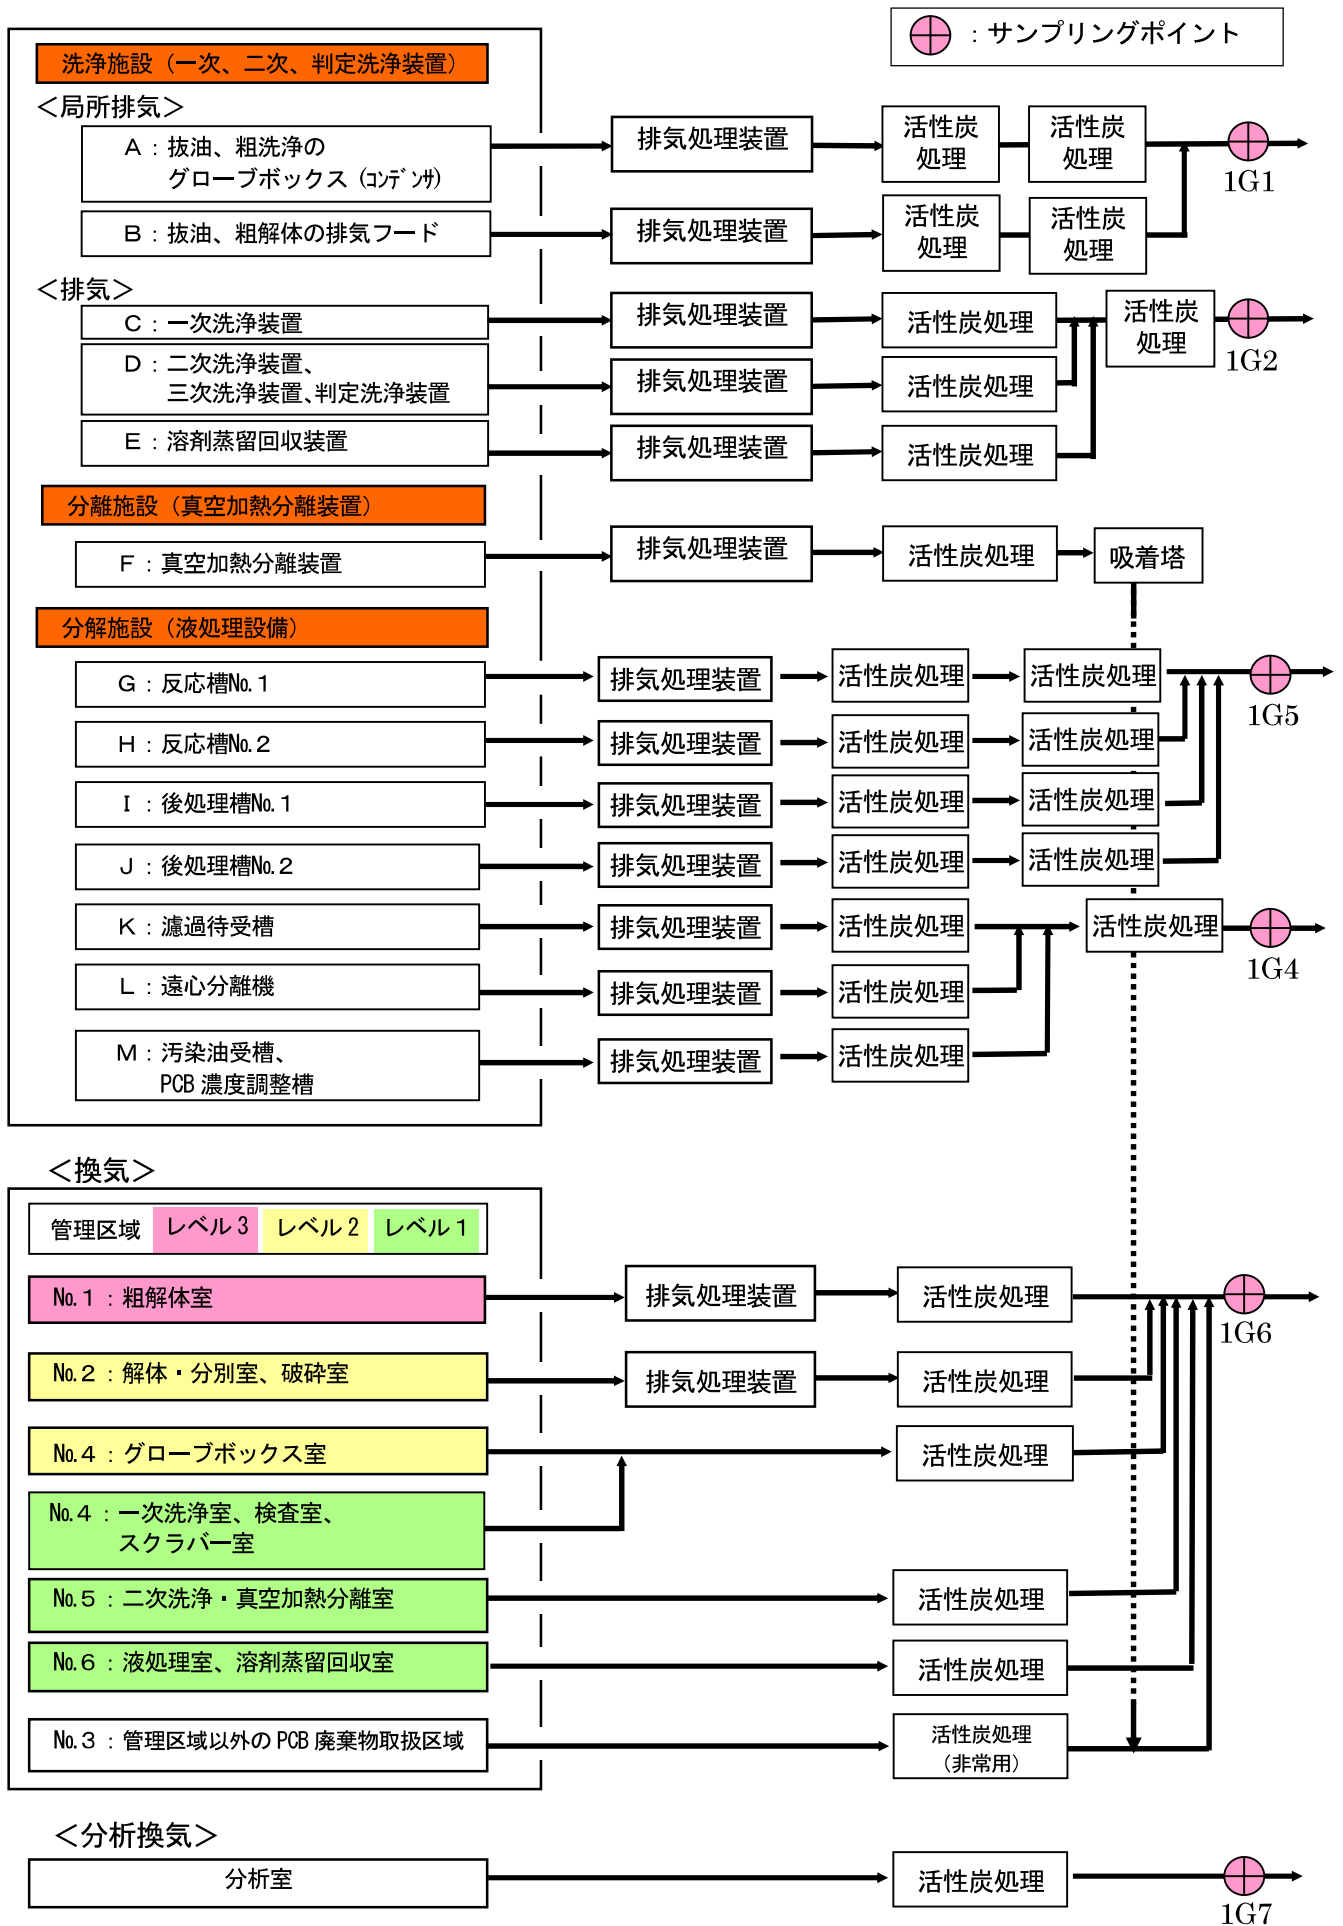 ：サンプリングポイント
洗浄施設（一次、二次、判定洗浄装置）
＜局所排気＞
A：抜油、粗洗浄の
グローブボックス（ｺﾝﾃﾞﾝｻ）
排気処理装置
活性炭
処理
活性炭
処理
1G1
B：抜油、粗解体の排気フード
排気処理装置
活性炭
処理
活性炭
処理
＜排気＞
C：一次洗浄装置
排気処理装置
活性炭処理
活性炭
処理
1G2
D：二次洗浄装置、
三次洗浄装置､判定洗浄装置
排気処理装置
活性炭処理
E：溶剤蒸留回収装置
排気処理装置
活性炭処理
分離施設（真空加熱分離装置）
F：真空加熱分離装置
排気処理装置
活性炭処理
吸着塔
分解施設（液処理設備）
G：反応槽№.1
排気処理装置
活性炭処理
活性炭処理
1G5
H：反応槽№.2
排気処理装置
活性炭処理
活性炭処理
I：後処理槽№.1
排気処理装置
活性炭処理
活性炭処理
J：後処理槽№.2
排気処理装置
活性炭処理
活性炭処理
K：濾過待受槽
排気処理装置
活性炭処理
活性炭処理
1G4
L：遠心分離機
排気処理装置
活性炭処理
M：汚染油受槽、
PCB 濃度調整槽
排気処理装置
活性炭処理
＜換気＞
管理区域 レベル 3 レベル 2 レベル 1
№.1：粗解体室
排気処理装置
活性炭処理
1G6
№.2：解体・分別室、破砕室
排気処理装置
活性炭処理
№.4：グローブボックス室
活性炭処理
№.4：一次洗浄室、検査室、
スクラバー室
№.5：二次洗浄・真空加熱分離室
活性炭処理
№.6：液処理室、溶剤蒸留回収室
活性炭処理
№.3：管理区域以外の PCB 廃棄物取扱区域
活性炭処理
（非常用）
＜分析換気＞
分析室
活性炭処理
1G7